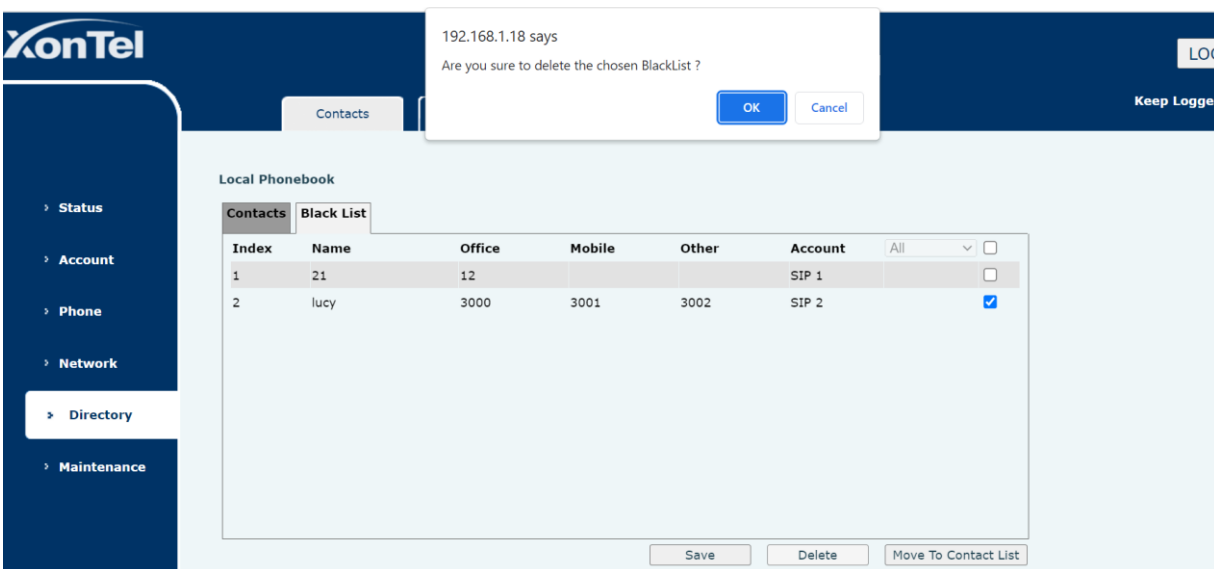 XonTel
192.168.1.18 says
Are you sure to delete the chosen BlackList ?
OK Cancel
LO
Keep Logge
Contacts
Local Phonebook
Contacts Black List
Index Name Office Mobile Other Account All
1 21 12 SIP 1
2 lucy 3000 3001 3002 SIP 2
Status
Account
Phone
Network
Directory
Maintenance
Save Delete Move To Contact List